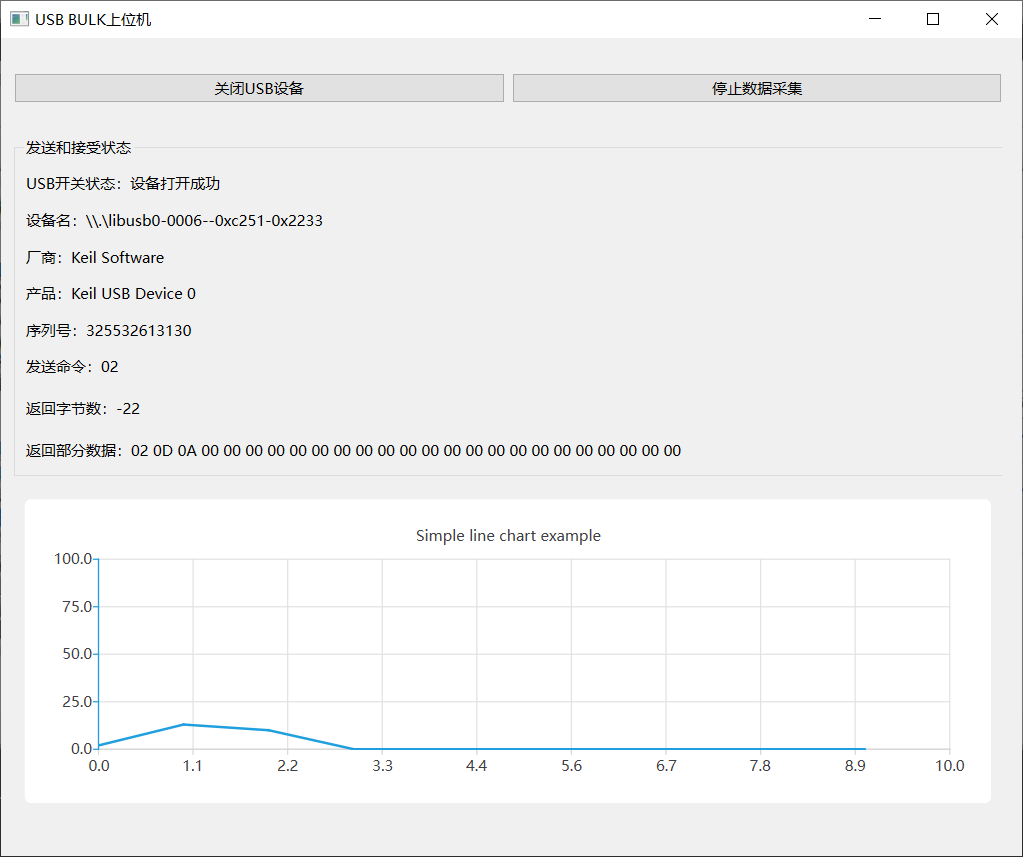 USB BULK上位机
关闭USB设备 停止数据采集
发送和接受状态
USB开关状态：设备打开成功
设备名：\\.\libusb0-0006--0xc251-0x2233
厂商：Keil Software
产品：Keil USB Device 0
序列号：325532613130
发送命令：02
返回字节数：-22
返回部分数据：02 0D 0A 00 00 00 00 00 00 00 00 00 00 00 00 00 00 00 00 00 00 00 00 00 00
Simple line chart example
100.0
75.0
50.0
25.0
0.0
0.0 1.1 2.2 3.3 4.4 5.6 6.7 7.8 8.9 10.0